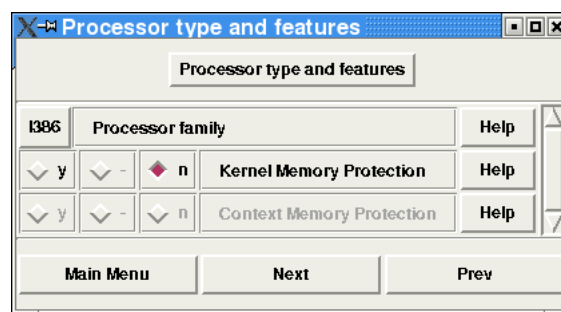 Processor type and features
Processor type and features
I386 Processor family Help
y - n Kernel Memory Protection Help
y - n Context Memory Protection Help
Main Menu Next Prev